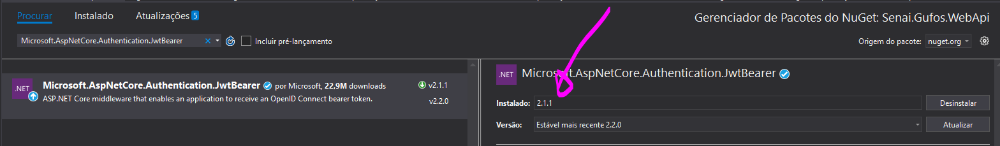 Procurar Instalado Atualizações 5
Gerenciador de Pacotes do NuGet: Senai.Gufos.WebApi
Microsoft.AspNetCore.Authentication.JwtBearer Incluir pré-lançamento
Origem do pacote: nuget.org
.NET Microsoft.AspNetCore.Authentication.JwtBearer por Microsoft, 22,9M downloads v2.1.1
ASP.NET Core middleware that enables an application to receive an OpenID Connect bearer token. v2.2.0
.NET Microsoft.AspNetCore.Authentication.JwtBearer
Instalado: 2.1.1 Desinstalar
Versão: Estável mais recente 2.2.0 Atualizar